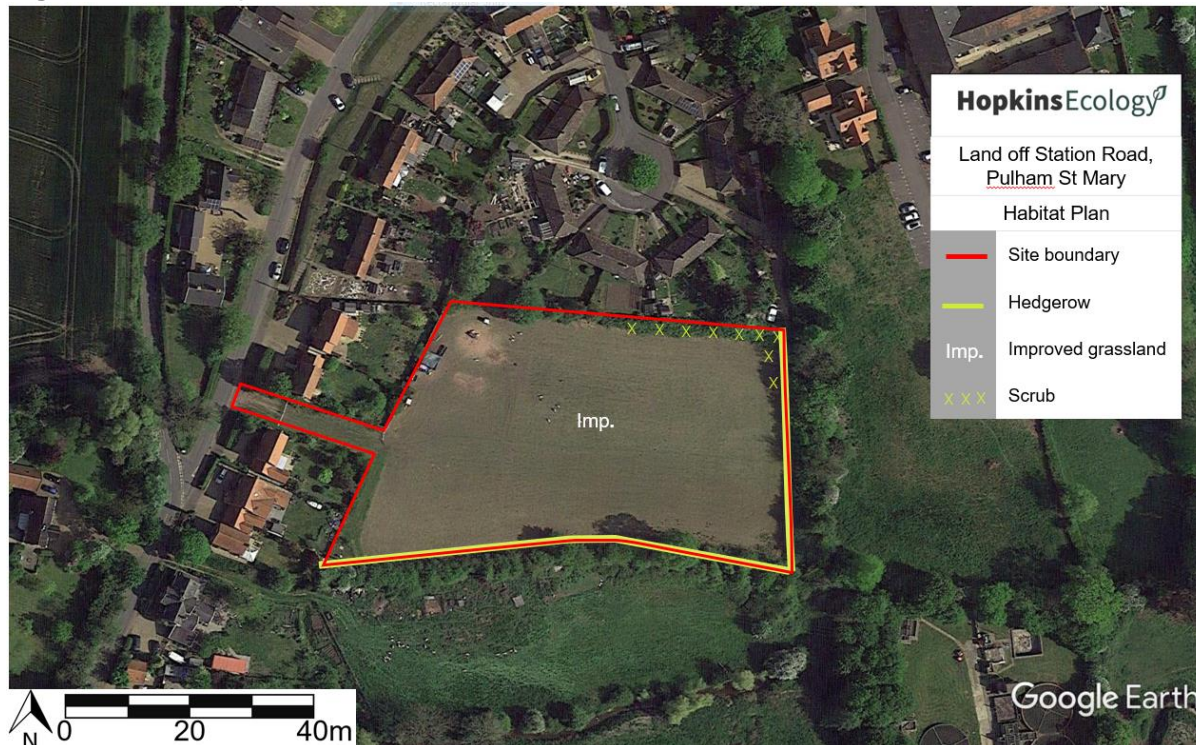 HopkinsEcology
Land off Station Road,
Pulham St Mary
Habitat Plan
Site boundary
Hedgerow
Imp. Improved grassland
X X X Scrub
Imp.
N 0 20 40m
Google Earth